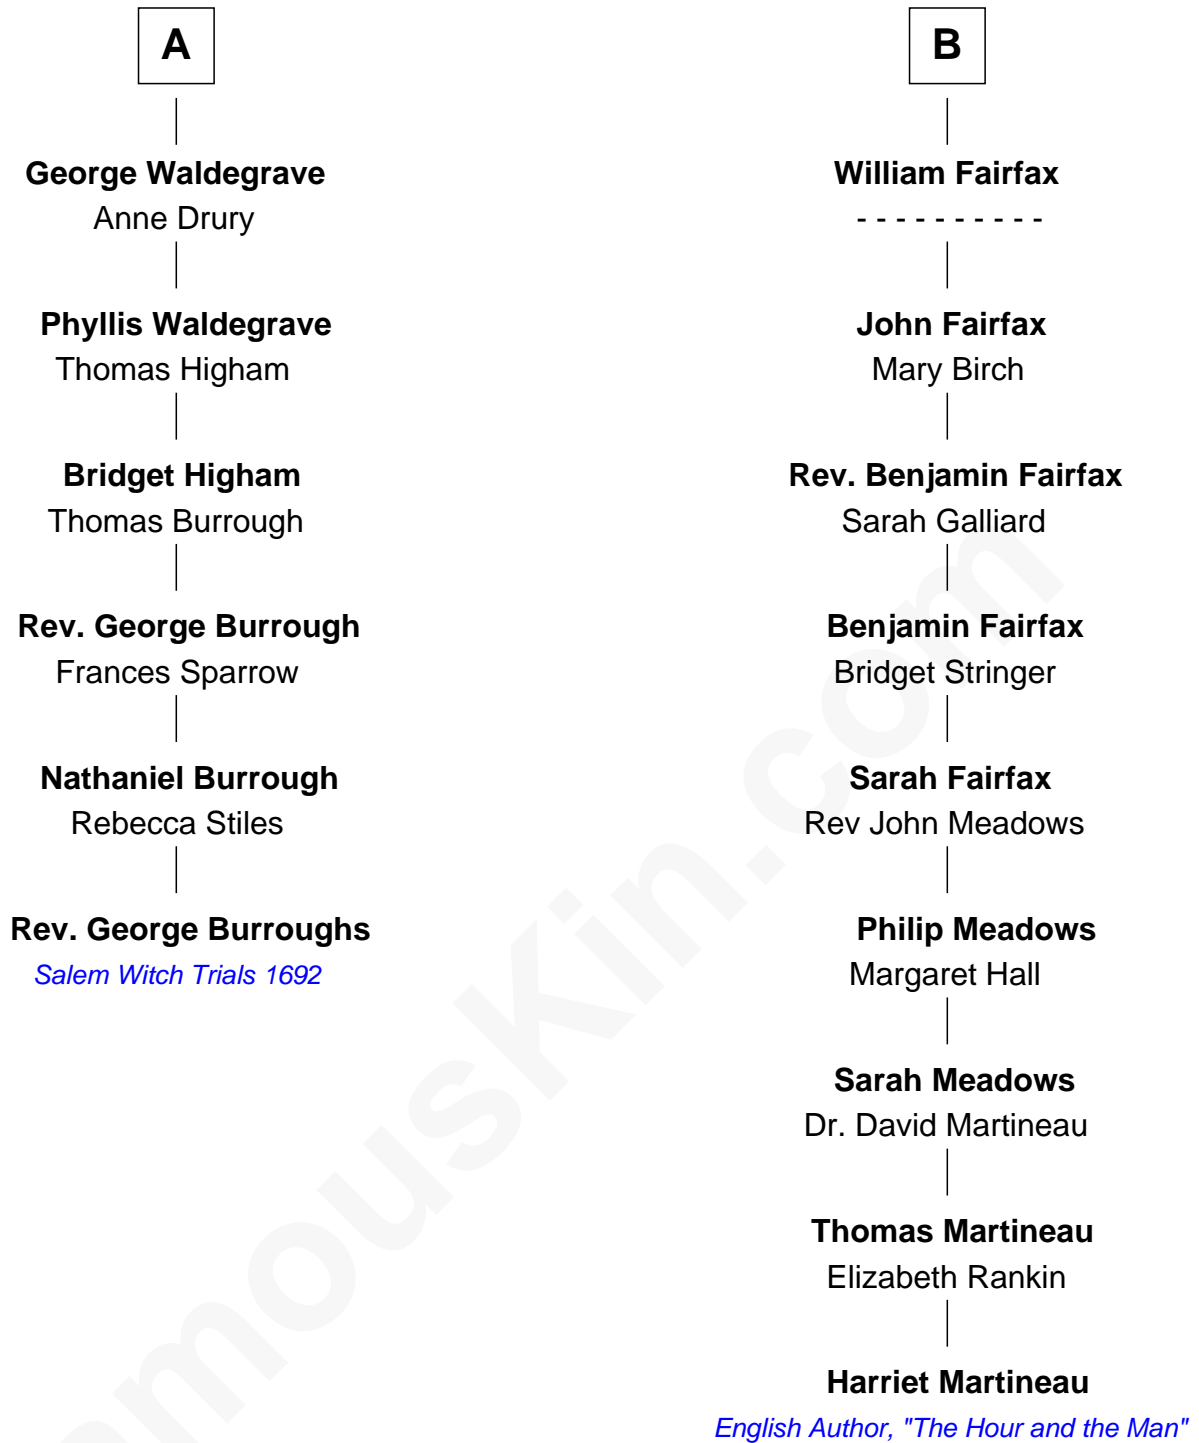 A
George Waldegrave
Anne Drury
Phyllis Waldegrave
Thomas Higham
Bridget Higham
Thomas Burrough
Rev. George Burrough
Frances Sparrow
Nathaniel Burrough
Rebecca Stiles
Rev. George Burroughs
Salem Witch Trials 1692
B
William Fairfax
- - - - - - - - - -
John Fairfax
Mary Birch
Rev. Benjamin Fairfax
Sarah Galliard
Benjamin Fairfax
Bridget Stringer
Sarah Fairfax
Rev John Meadows
Philip Meadows
Margaret Hall
Sarah Meadows
Dr. David Martineau
Thomas Martineau
Elizabeth Rankin
Harriet Martineau
English Author, "The Hour and the Man"
amouskin.com